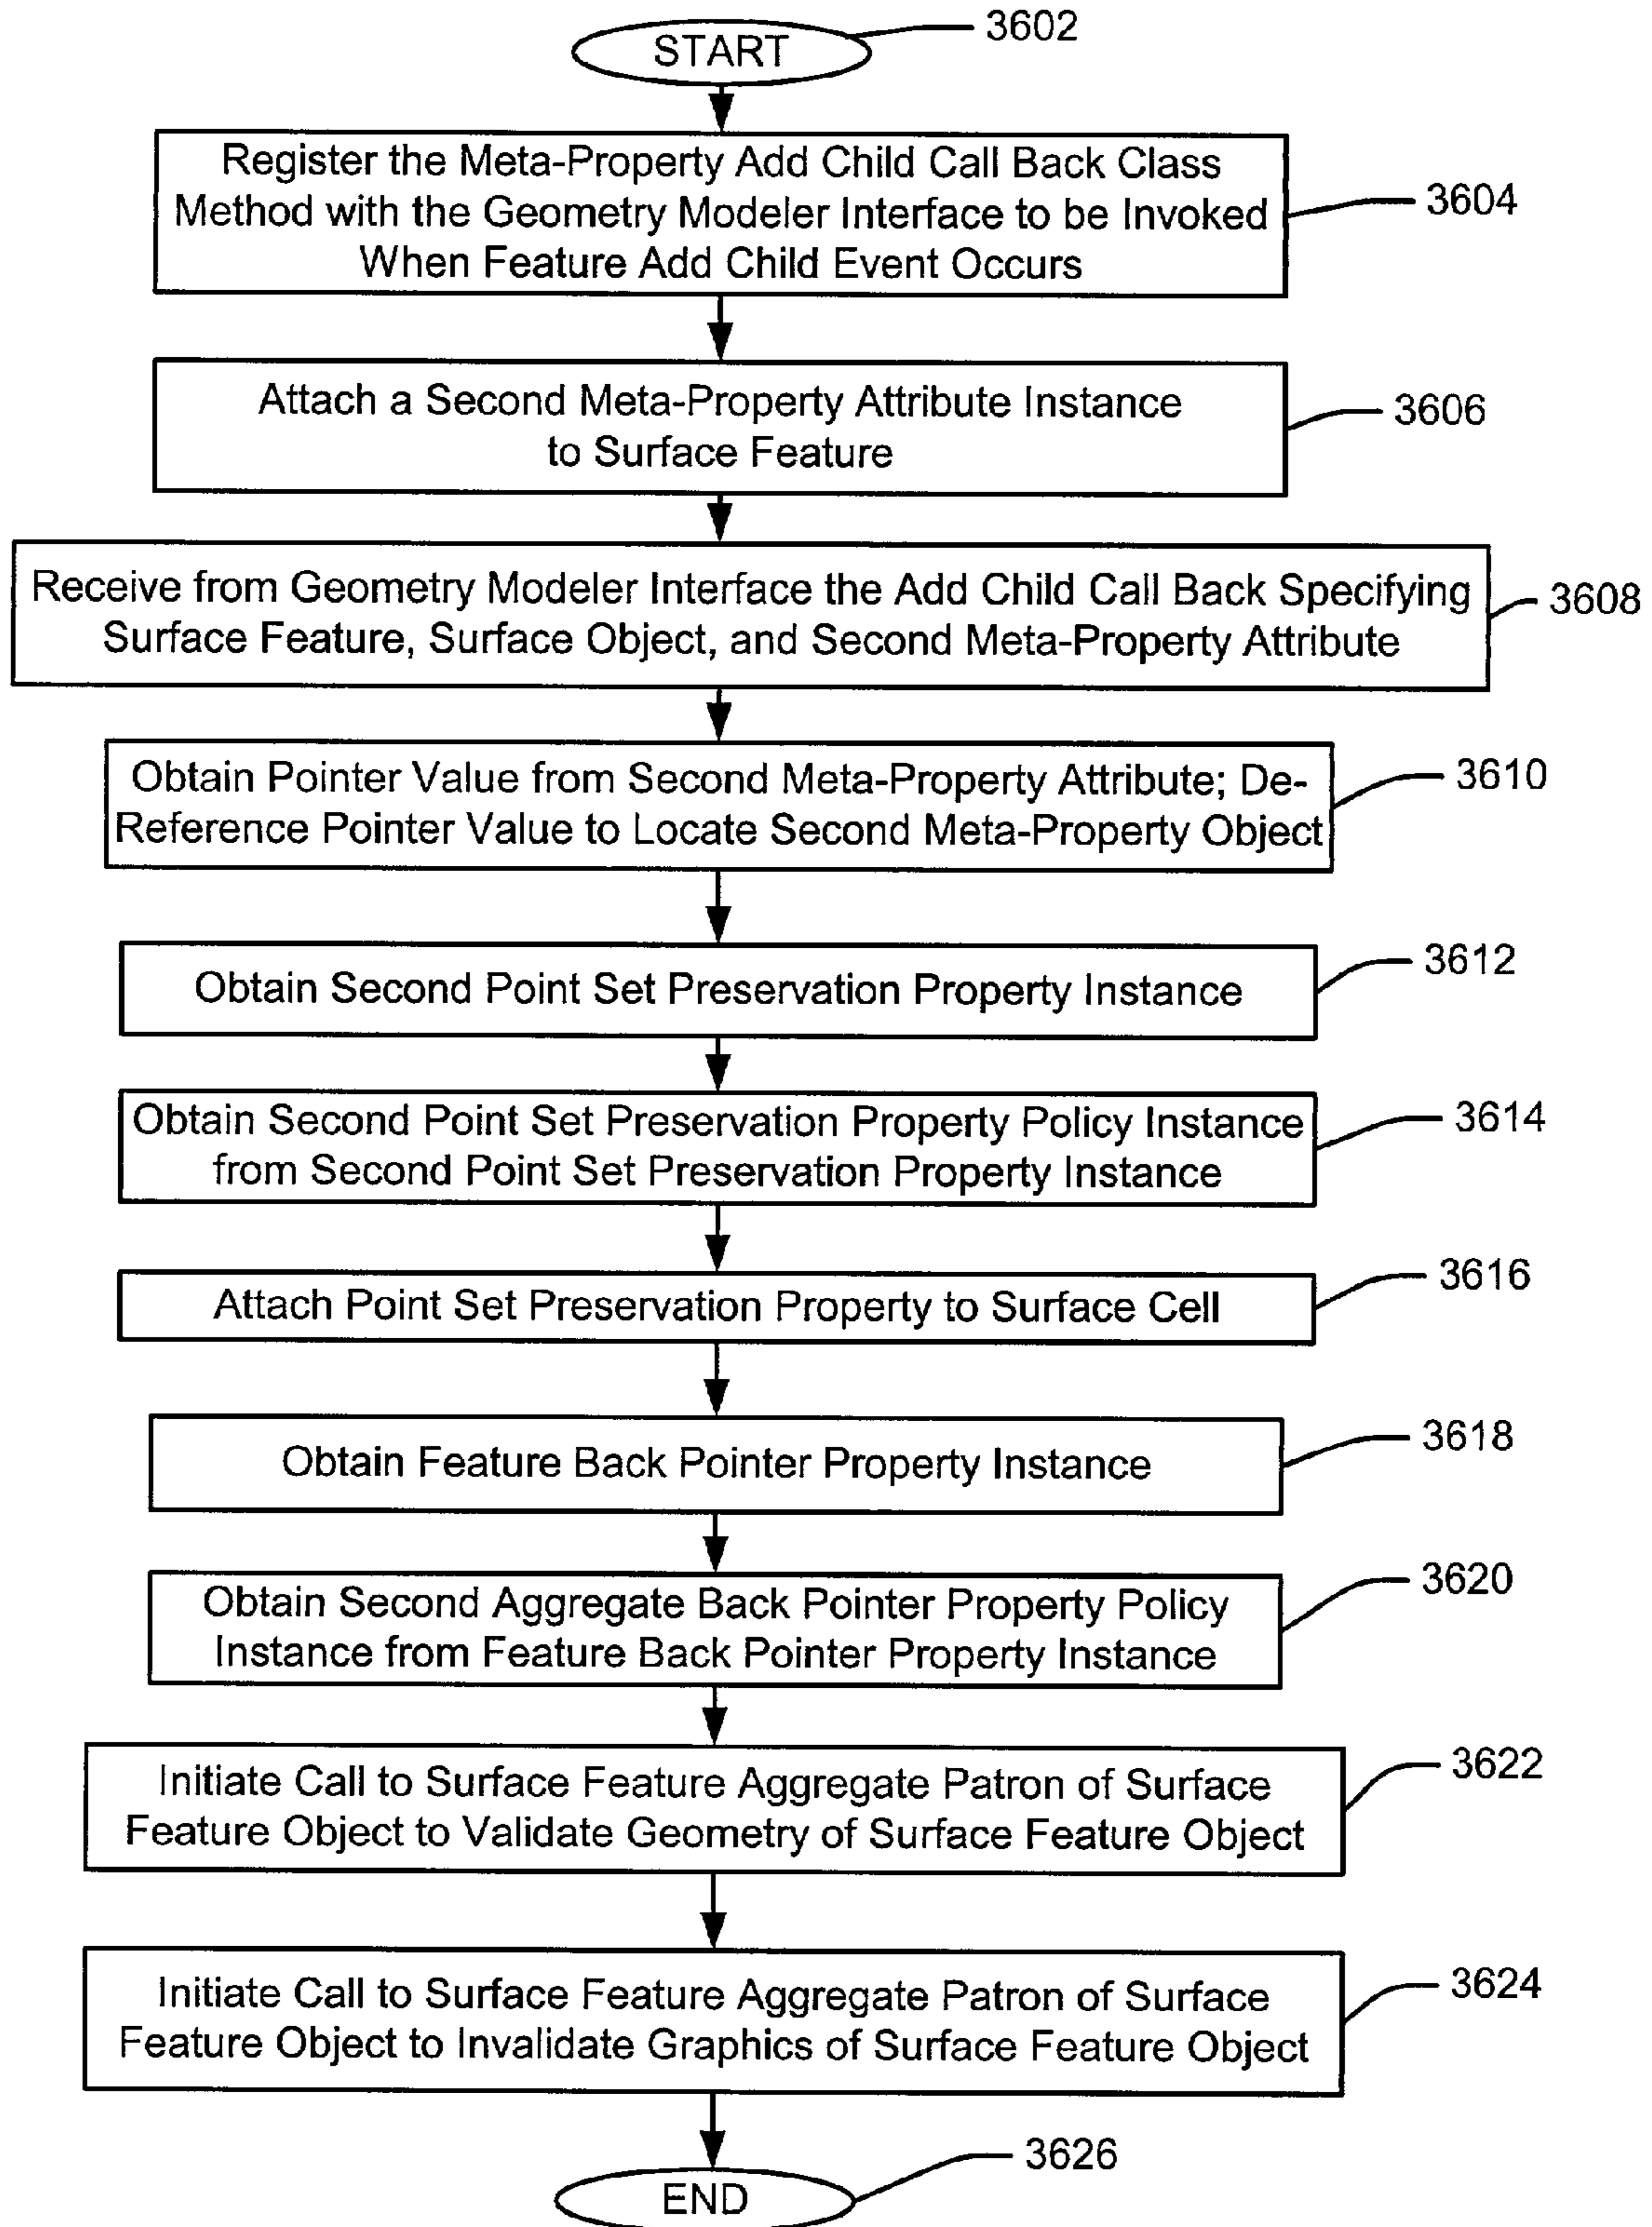 START
3602
Register the Meta-Property Add Child Call Back Class
Method with the Geometry Modeler Interface to be Invoked
When Feature Add Child Event Occurs
3604
Attach a Second Meta-Property Attribute Instance
to Surface Feature
3606
Receive from Geometry Modeler Interface the Add Child Call Back Specifying
Surface Feature, Surface Object, and Second Meta-Property Attribute
3608
Obtain Pointer Value from Second Meta-Property Attribute; De-
Reference Pointer Value to Locate Second Meta-Property Object
3610
Obtain Second Point Set Preservation Property Instance
3612
Obtain Second Point Set Preservation Property Policy Instance
from Second Point Set Preservation Property Instance
3614
Attach Point Set Preservation Property to Surface Cell
3616
Obtain Feature Back Pointer Property Instance
3618
Obtain Second Aggregate Back Pointer Property Policy
Instance from Feature Back Pointer Property Instance
3620
Initiate Call to Surface Feature Aggregate Patron of Surface
Feature Object to Validate Geometry of Surface Feature Object
3622
Initiate Call to Surface Feature Aggregate Patron of Surface
Feature Object to Invalidate Graphics of Surface Feature Object
3624
END
3626